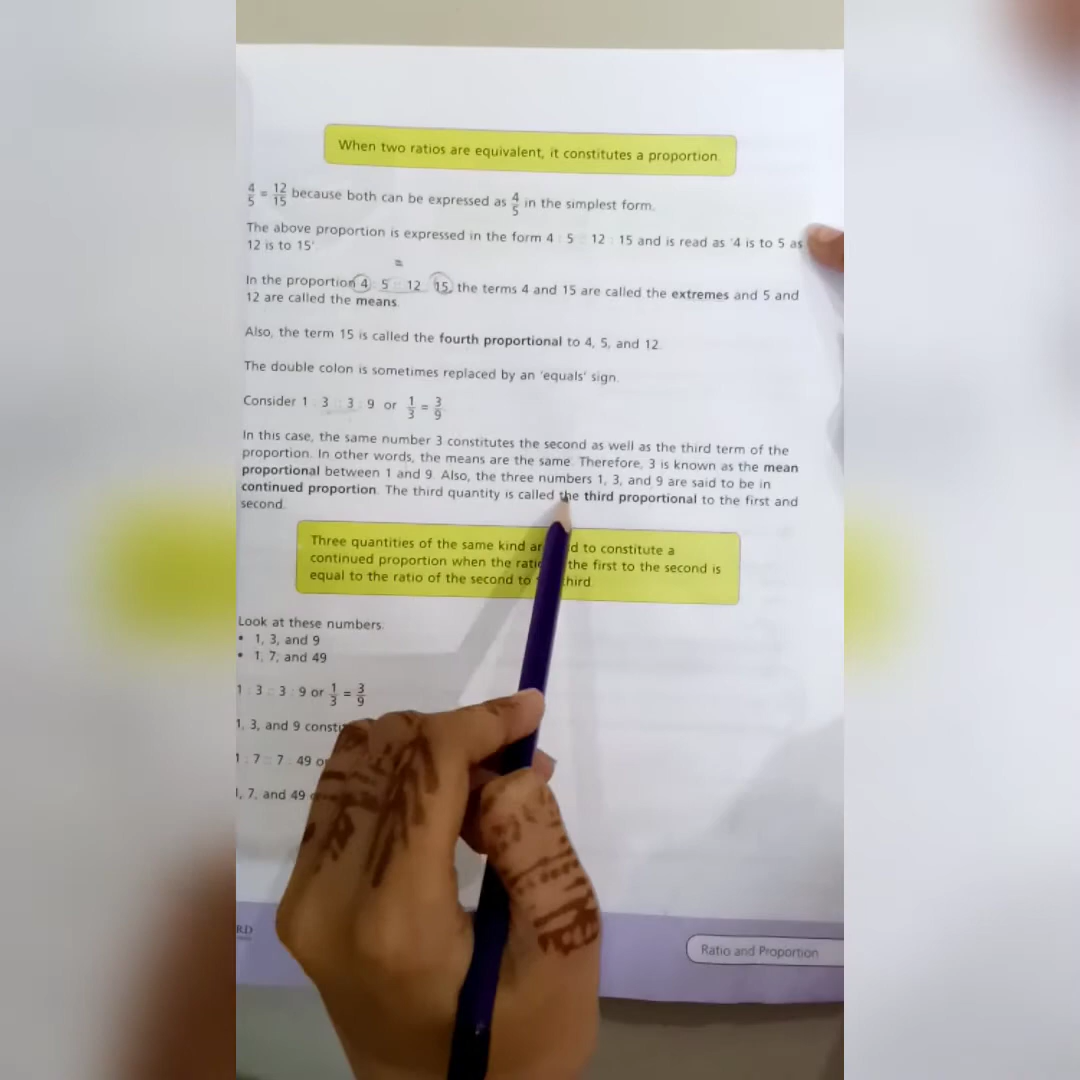 When two ratios are equivalent, it constitutes a proportion.
4/5 = 12/15 because both can be expressed as 4/5 in the simplest form.
The above proportion is expressed in the form 4 : 5 :: 12 : 15 and is read as '4 is to 5 as
12 is to 15'
=
In the proportion 4 : 5 :: 12 : 15, the terms 4 and 15 are called the extremes and 5 and
12 are called the means.
Also, the term 15 is called the fourth proportional to 4, 5, and 12.
The double colon is sometimes replaced by an 'equals' sign.
Consider 1 : 3 :: 3 : 9 or 1/3 = 3/9
In this case, the same number 3 constitutes the second as well as the third term of the
proportion. In other words, the means are the same. Therefore, 3 is known as the mean
proportional between 1 and 9. Also, the three numbers 1, 3, and 9 are said to be in
continued proportion. The third quantity is called the third proportional to the first and
second.
Three quantities of the same kind are d to constitute a
continued proportion when the ratio the first to the second is
equal to the ratio of the second to third
Look at these numbers.
• 1, 3, and 9
• 1, 7, and 49
1 : 3 :: 3 : 9 or 1/3 = 3/9
1, 3, and 9
1 : 7 :: 7 : 49
, 7, and 49
RD
Ratio and Proportion